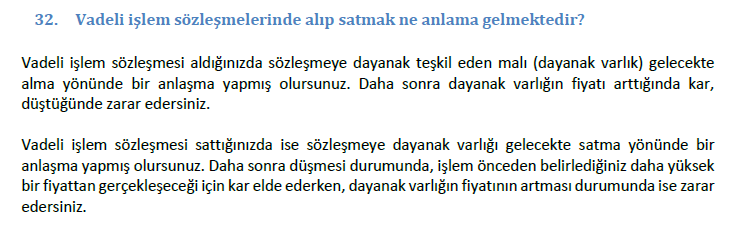 32. Vadeli işlem sözleşmelerinde alıp satmak ne anlama gelmektedir?
Vadeli işlem sözleşmesi aldığınızda sözleşmeye dayanak teşkil eden malı (dayanak varlık) gelecekte
alma yönünde bir anlaşma yapmış olursunuz. Daha sonra dayanak varlığın fiyatı arttığında kar,
düştüğünde zarar edersiniz.
Vadeli işlem sözleşmesi sattığınızda ise sözleşmeye dayanak varlığı gelecekte satma yönünde bir
anlaşma yapmış olursunuz. Daha sonra düşmesi durumunda, işlem önceden belirlediğiniz daha yüksek
bir fiyattan gerçekleşeceği için kar elde ederken, dayanak varlığın fiyatının artması durumunda ise zarar
edersiniz.